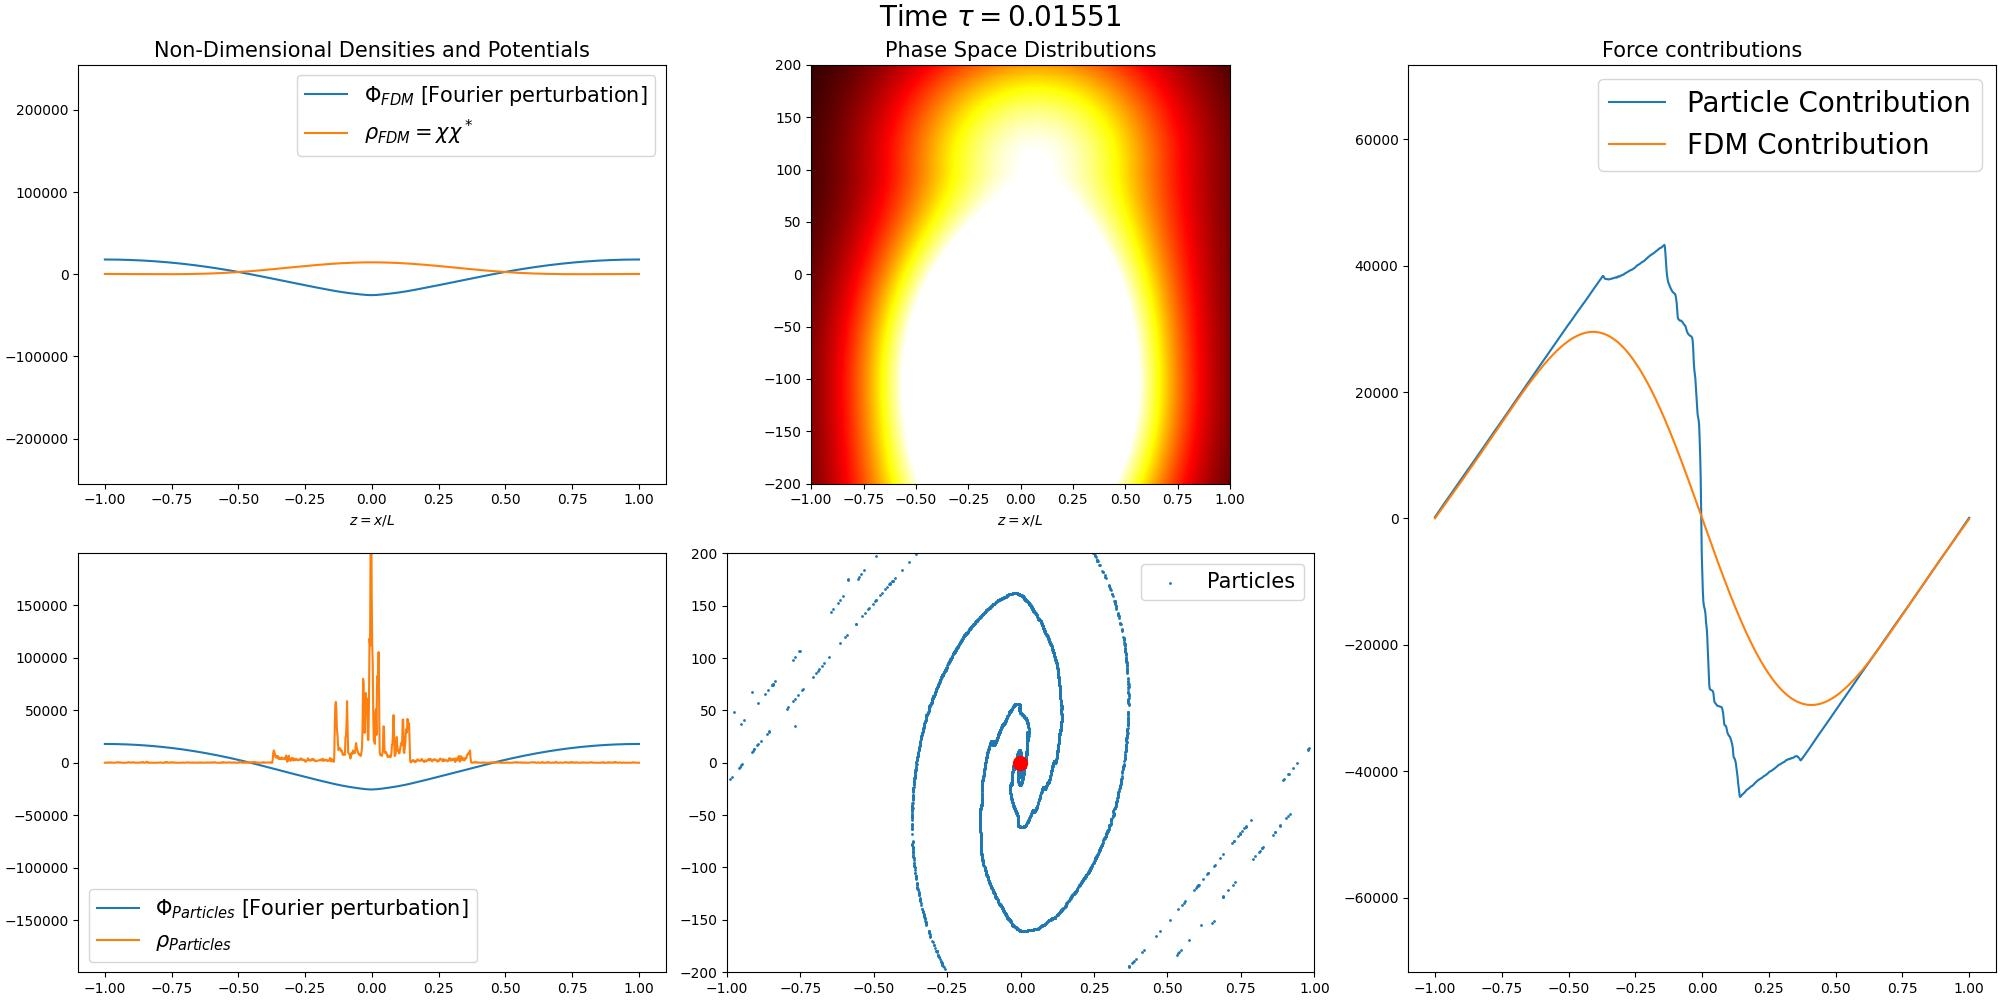 Time τ = 0.01551
Non-Dimensional Densities and Potentials
Φ_FDM [Fourier perturbation]
ρ_FDM = χχ*
200000
100000
0
−100000
−200000
−1.00 −0.75 −0.50 −0.25 0.00 0.25 0.50 0.75 1.00
z = x/L
Phase Space Distributions
200
150
100
50
0
−50
−100
−150
−200
−1.00 −0.75 −0.50 −0.25 0.00 0.25 0.50 0.75 1.00
z = x/L
Force contributions
Particle Contribution
FDM Contribution
60000
40000
20000
0
−20000
−40000
−60000
−1.00 −0.75 −0.50 −0.25 0.00 0.25 0.50 0.75 1.00
150000
100000
50000
0
−50000
−100000
−150000
Φ_Particles [Fourier perturbation]
ρ_Particles
−1.00 −0.75 −0.50 −0.25 0.00 0.25 0.50 0.75 1.00
Particles
200
150
100
50
0
−50
−100
−150
−200
−1.00 −0.75 −0.50 −0.25 0.00 0.25 0.50 0.75 1.00